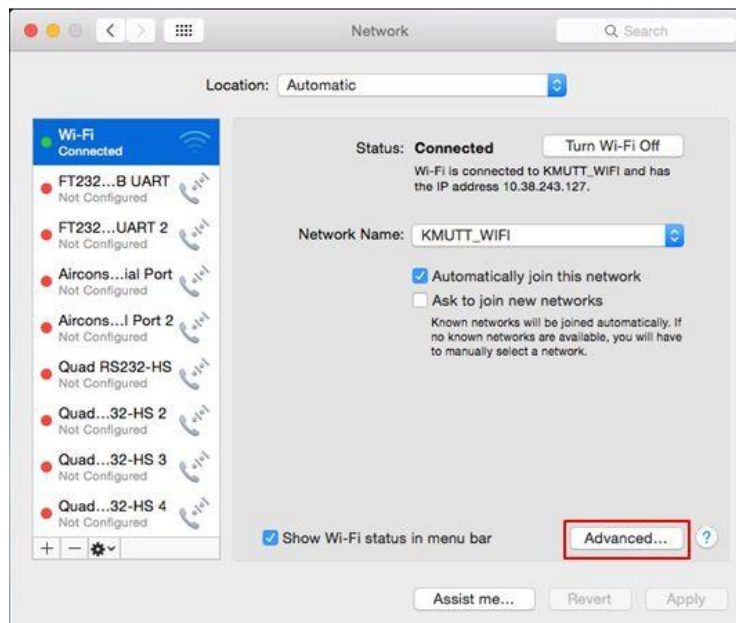 Network
Search
Location: Automatic
Wi-Fi
Connected
FT232...B UART
Not Configured
FT232...UART 2
Not Configured
Aircons...ial Port
Not Configured
Aircons...l Port 2
Not Configured
Quad RS232-HS
Not Configured
Quad...32-HS 2
Not Configured
Quad...32-HS 3
Not Configured
Quad...32-HS 4
Not Configured
Status: Connected
Turn Wi-Fi Off
Wi-Fi is connected to KMUTT_WIFI and has
the IP address 10.38.243.127.
Network Name: KMUTT_WIFI
Automatically join this network
Ask to join new networks
Known networks will be joined automatically. If
no known networks are available, you will have
to manually select a network.
Show Wi-Fi status in menu bar
Advanced...
?
Assist me...
Revert
Apply